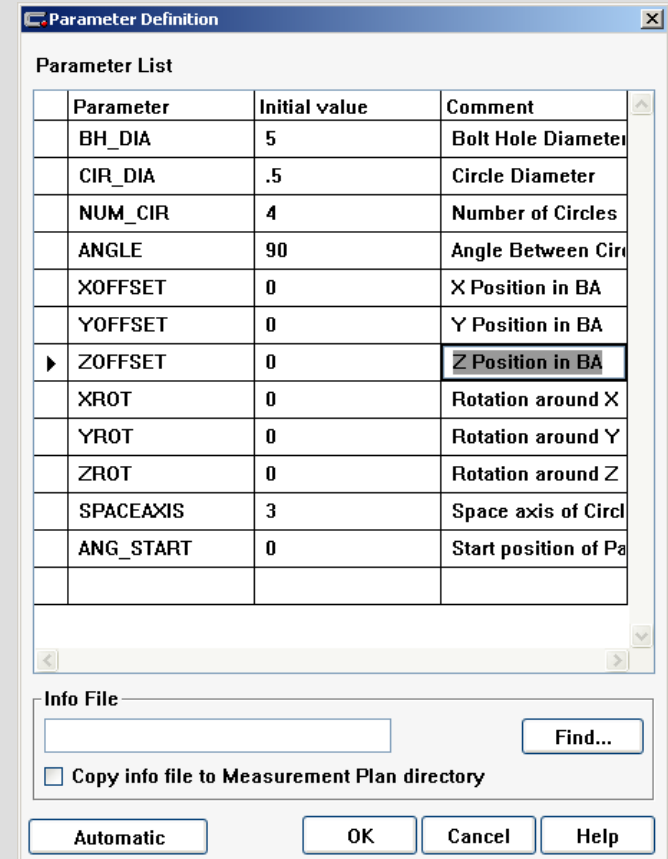 Parameter Definition
Parameter List
Parameter Initial value Comment
BH_DIA 5 Bolt Hole Diameter
CIR_DIA .5 Circle Diameter
NUM_CIR 4 Number of Circles
ANGLE 90 Angle Between Circ
XOFFSET 0 X Position in BA
YOFFSET 0 Y Position in BA
ZOFFSET 0 Z Position in BA
XROT 0 Rotation around X
YROT 0 Rotation around Y
ZROT 0 Rotation around Z
SPACEAXIS 3 Space axis of Circl
ANG_START 0 Start position of Pa
Info File
Find...
Copy info file to Measurement Plan directory
Automatic OK Cancel Help